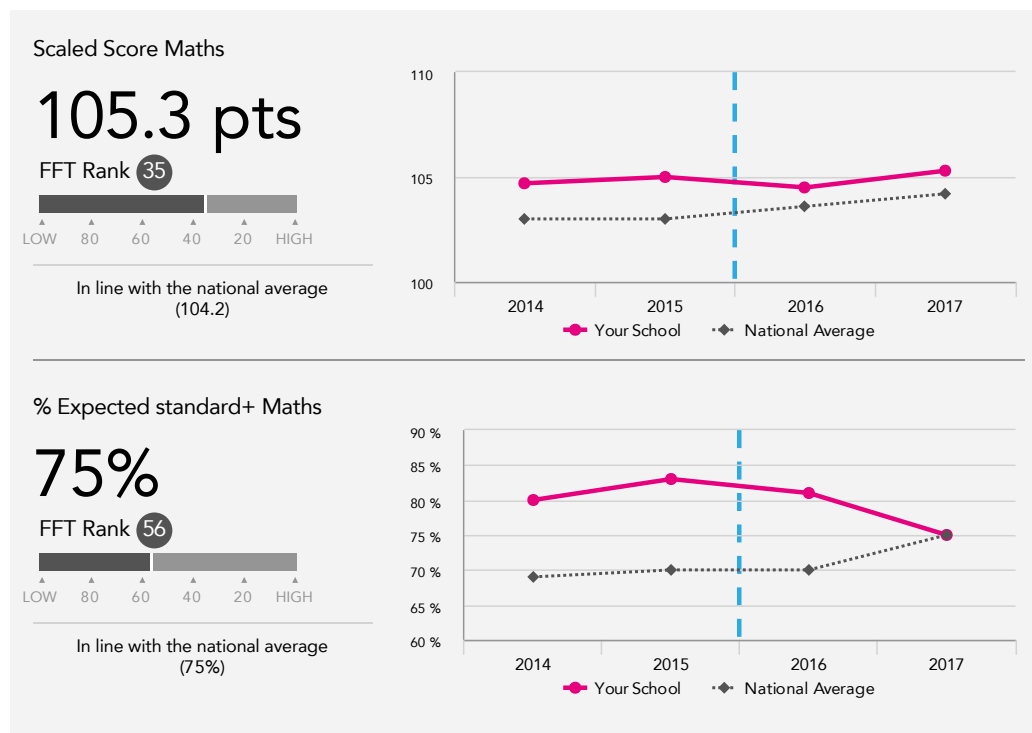 Scaled Score Maths
105.3 pts
FFT Rank 35
LOW 80 60 40 20 HIGH
In line with the national average
(104.2)
110
105
100
2014 2015 2016 2017
Your School National Average
% Expected standard+ Maths
75%
FFT Rank 56
LOW 80 60 40 20 HIGH
In line with the national average
(75%)
90 %
85 %
80 %
75 %
70 %
65 %
60 %
2014 2015 2016 2017
Your School National Average